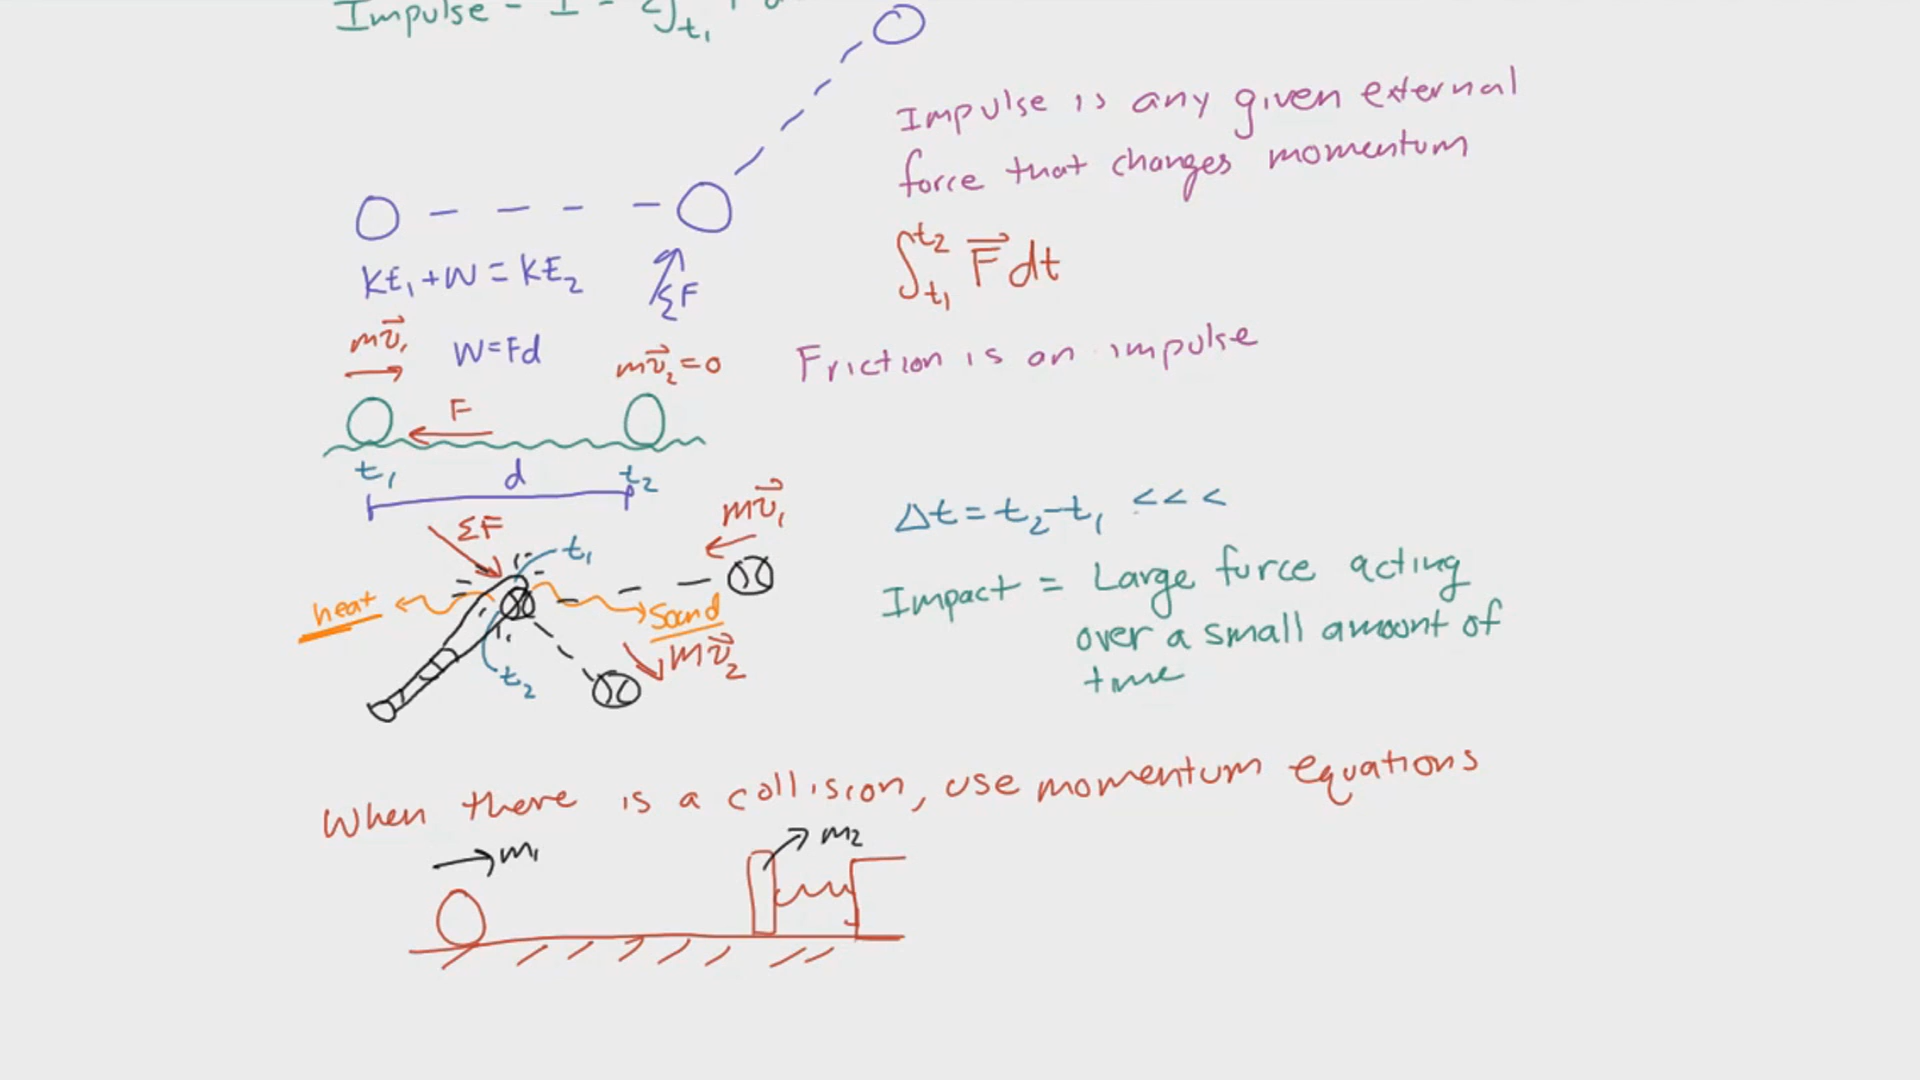 Impulse - I =
t₁
Impulse is any given external
force that changes momentum
KE₁ + W = KE₂
ΣF
∫t₁t₂ F⃗ dt
mv⃗₁
W = Fd
mv⃗₂ = 0
Friction is an impulse
F
t₁
d
t₂
ΣF
t₁
mv⃗₁
Δt = t₂ - t₁ <<<
heat
Sound
Impact = Large force acting
over a small amount of
time
mv⃗₂
t₂
When there is a collision, use momentum equations
m₁
m₂